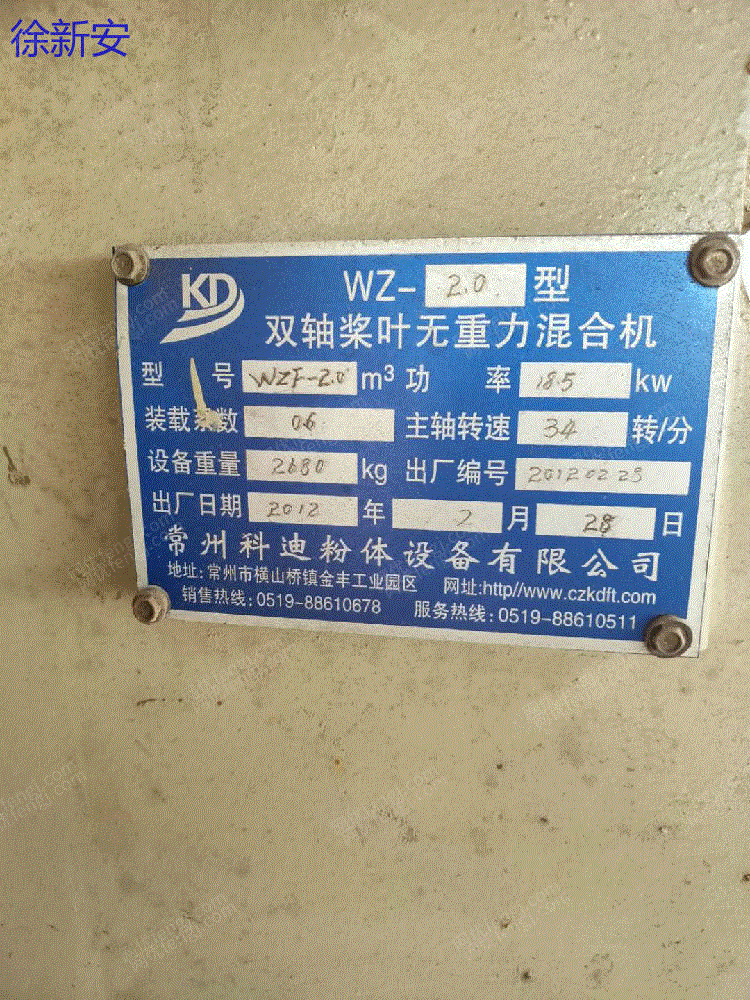 徐新安
KD
WZ-2.0型
双轴桨叶无重力混合机
型 号 WZF-2.0 m³ 功 率 18.5 kw
装载系数 0.6 主轴转速 34 转/分
设备重量 2680 kg 出厂编号 20120228
出厂日期 2012 年 2 月 28 日
常州科迪粉体设备有限公司
地址:常州市横山桥镇金丰工业园区 网址:http//www.czkdft.com
销售热线:0519-88610678 服务热线:0519-88610511